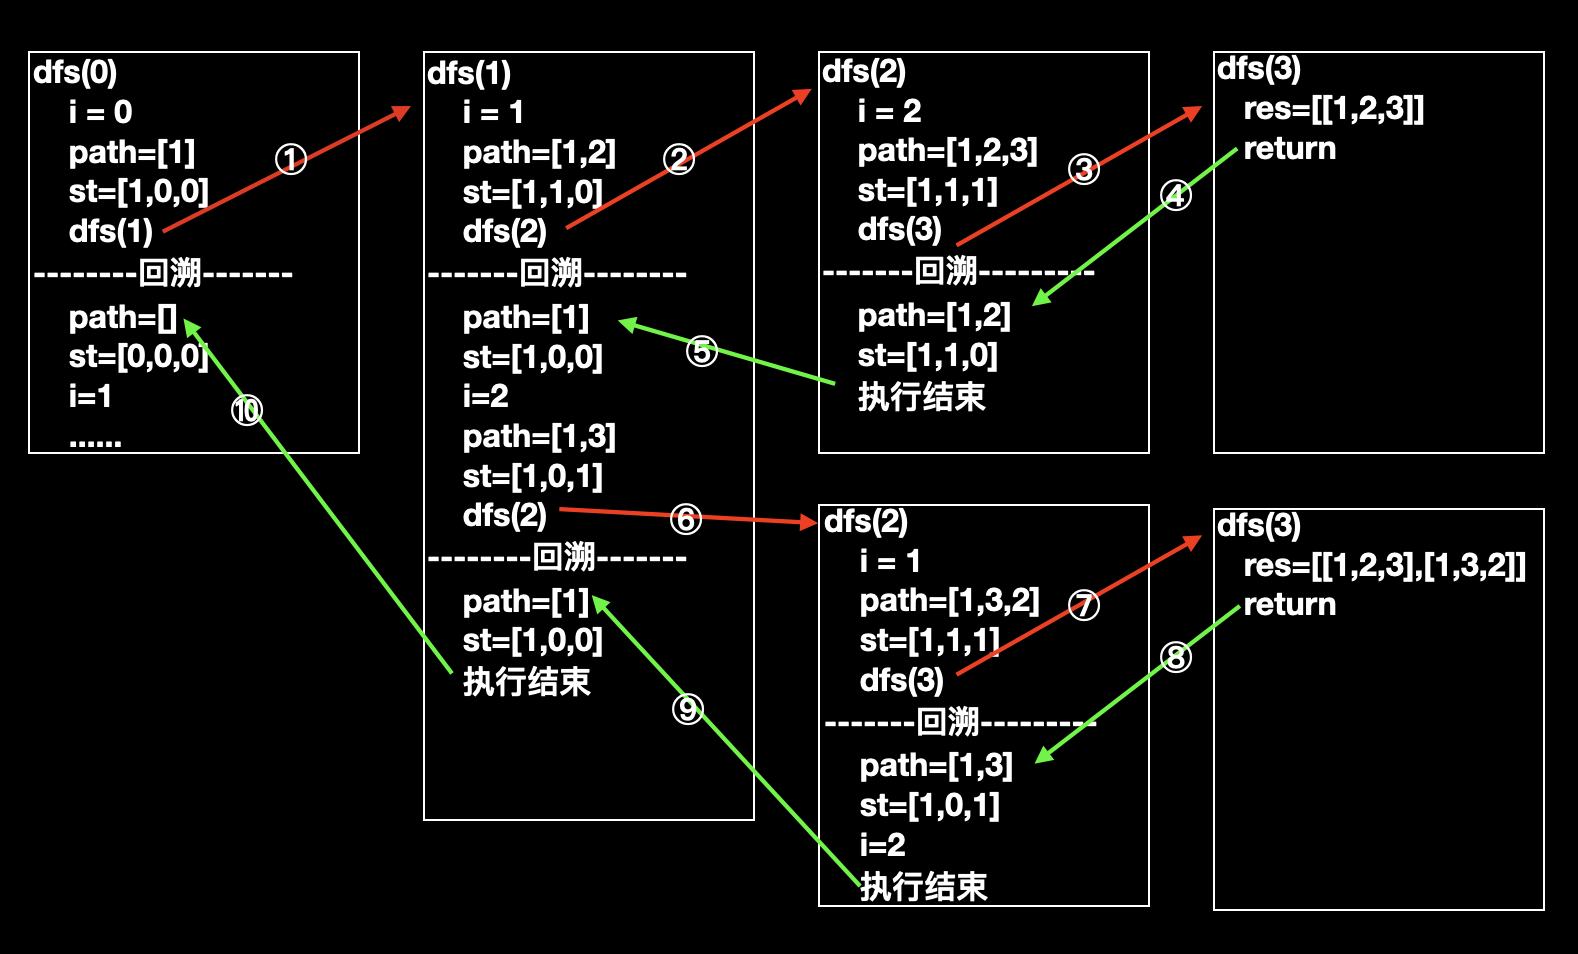 dfs(0)
i = 0
path=[1]
st=[1,0,0]
dfs(1)
--------回溯-------
path=[]
st=[0,0,0]
i=1
......
①
⑩
dfs(1)
i = 1
path=[1,2]
st=[1,1,0]
dfs(2)
-------回溯--------
path=[1]
st=[1,0,0]
i=2
path=[1,3]
st=[1,0,1]
dfs(2)
--------回溯-------
path=[1]
st=[1,0,0]
执行结束
②
⑤
⑥
⑨
dfs(2)
i = 2
path=[1,2,3]
st=[1,1,1]
dfs(3)
-------回溯---------
path=[1,2]
st=[1,1,0]
执行结束
③
④
dfs(3)
res=[[1,2,3]]
return
dfs(2)
i = 1
path=[1,3,2]
st=[1,1,1]
dfs(3)
-------回溯---------
path=[1,3]
st=[1,0,1]
i=2
执行结束
⑦
⑧
dfs(3)
res=[[1,2,3],[1,3,2]]
return